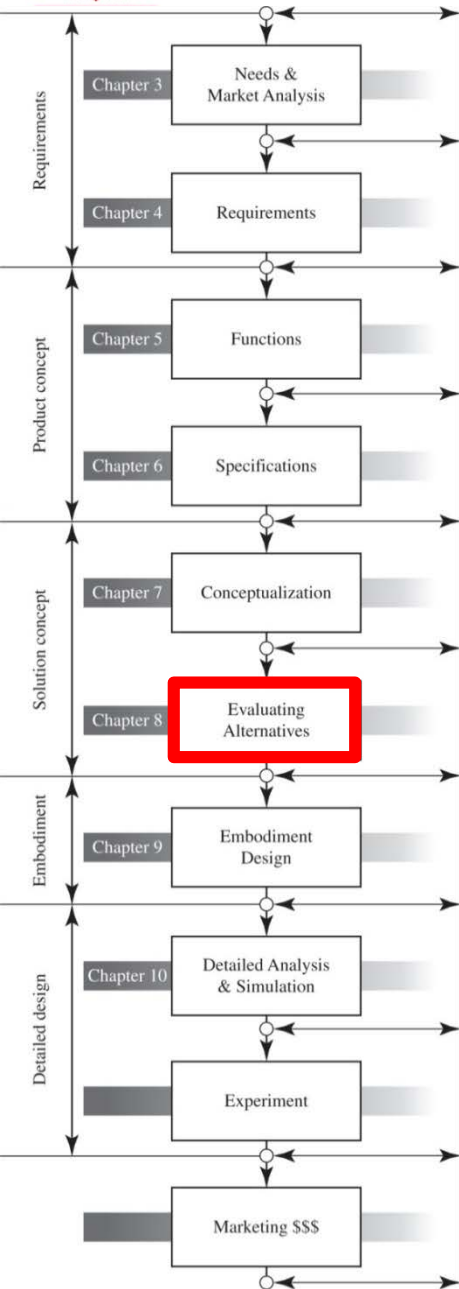 Requirements
Chapter 3
Needs &
Market Analysis
Chapter 4
Requirements
Product concept
Chapter 5
Functions
Chapter 6
Specifications
Solution concept
Chapter 7
Conceptualization
Chapter 8
Evaluating
Alternatives
Embodiment
Chapter 9
Embodiment
Design
Detailed design
Chapter 10
Detailed Analysis
& Simulation
Experiment
Marketing $$$